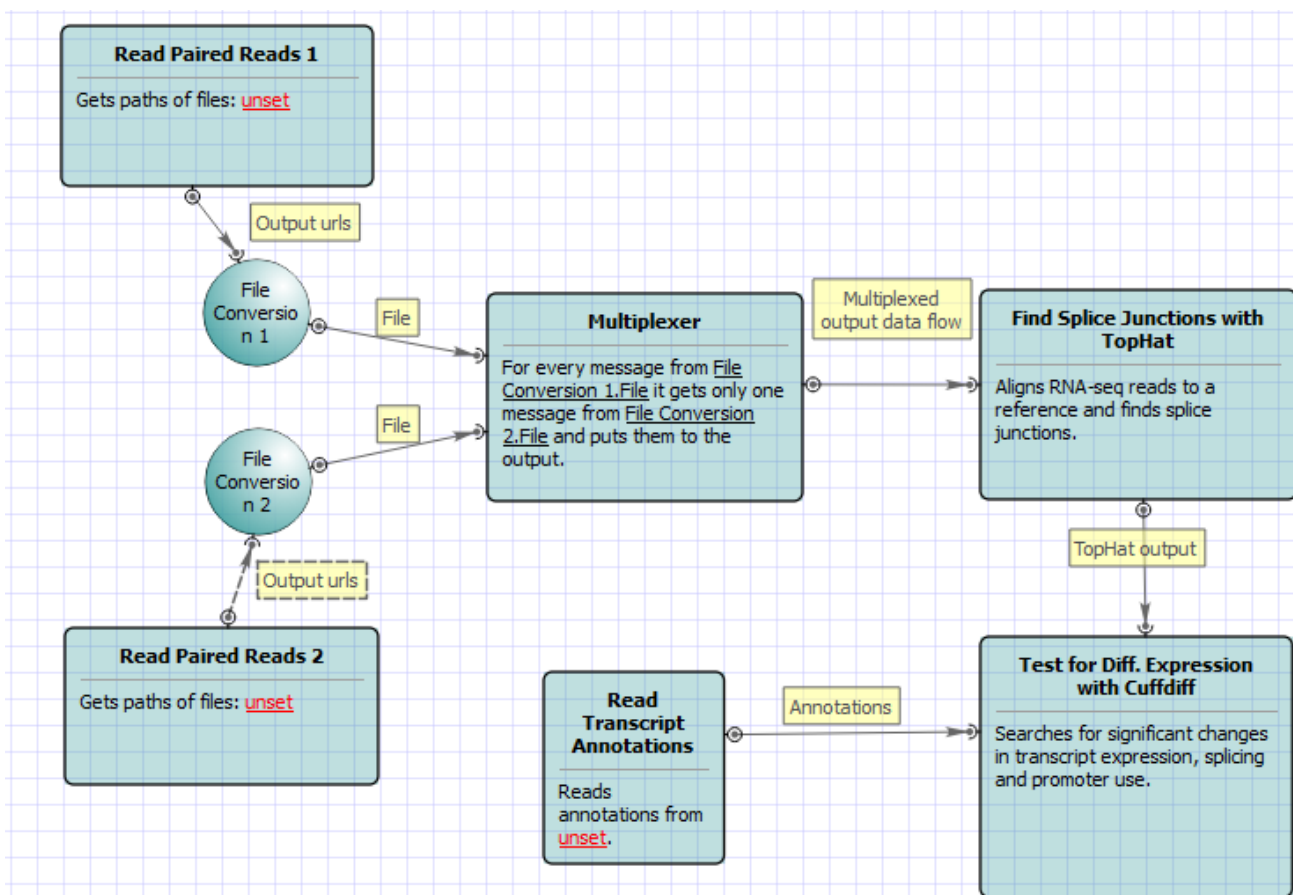 Read Paired Reads 1
Gets paths of files: unset
Output urls
File
Conversio
n 1
File
Multiplexer
For every message from File
Conversion 1.File it gets only one
message from File Conversion
2.File and puts them to the
output.
Multiplexed
output data flow
Find Splice Junctions with
TopHat
Aligns RNA-seq reads to a
reference and finds splice
junctions.
File
File
Conversio
n 2
Output urls
Read Paired Reads 2
Gets paths of files: unset
TopHat output
Read
Transcript
Annotations
Reads
annotations from
unset.
Annotations
Test for Diff. Expression
with Cuffdiff
Searches for significant changes
in transcript expression, splicing
and promoter use.